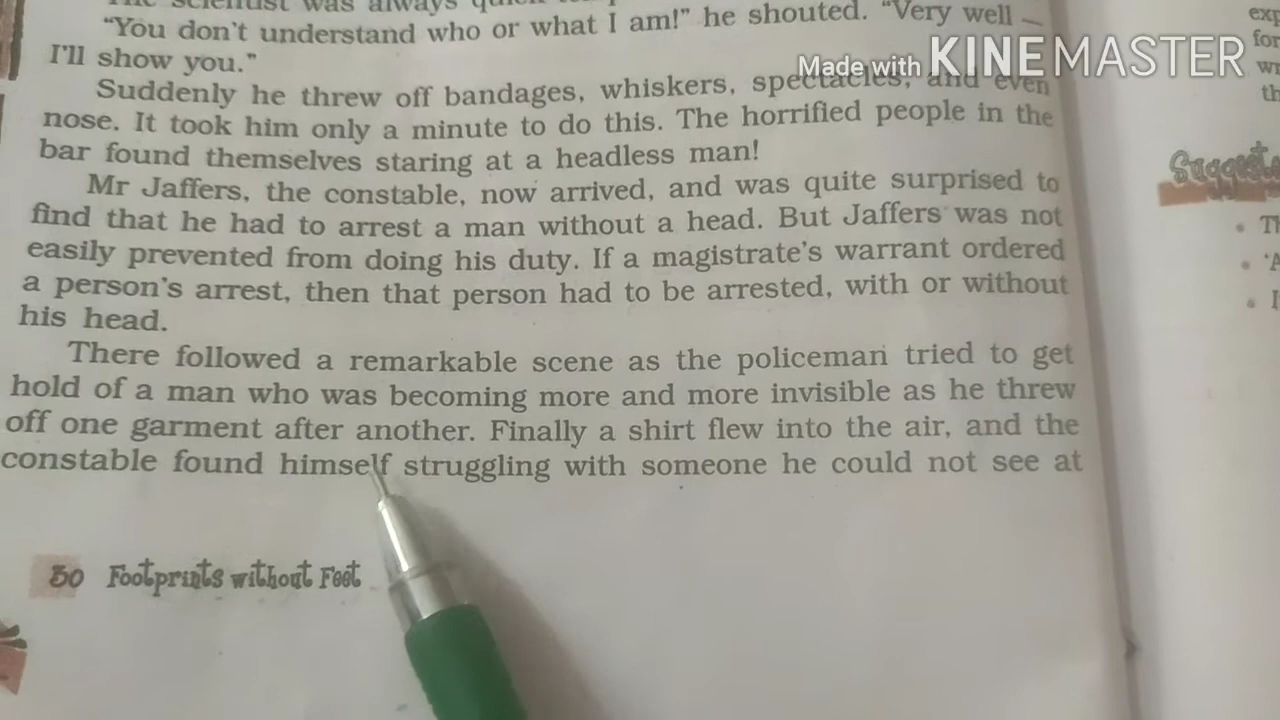 The scientist was always quick
"You don't understand who or what I am!" he shouted. "Very well —
I'll show you."
Suddenly he threw off bandages, whiskers, spectacles, and even
nose. It took him only a minute to do this. The horrified people in the
bar found themselves staring at a headless man!
Mr Jaffers, the constable, now arrived, and was quite surprised to
find that he had to arrest a man without a head. But Jaffers was not
easily prevented from doing his duty. If a magistrate's warrant ordered
a person's arrest, then that person had to be arrested, with or without
his head.
There followed a remarkable scene as the policeman tried to get
hold of a man who was becoming more and more invisible as he threw
off one garment after another. Finally a shirt flew into the air, and the
constable found himself struggling with someone he could not see at
30 Footprints without Feet
Made with KINEMASTER